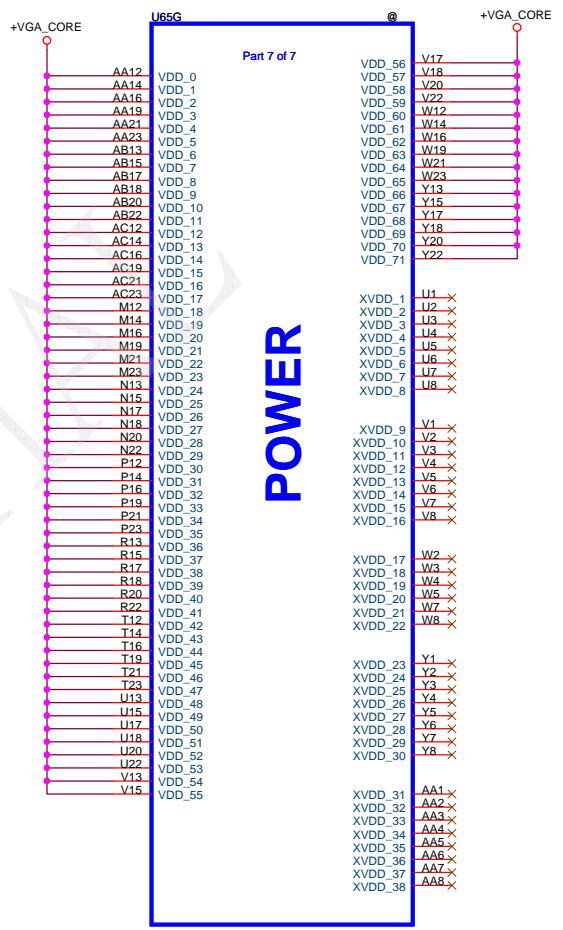 U65G @
+VGA_CORE +VGA_CORE
Part 7 of 7
AA12 VDD_0
AA14 VDD_1
AA16 VDD_2
AA19 VDD_3
AA21 VDD_4
AA23 VDD_5
AB13 VDD_6
AB15 VDD_7
AB17 VDD_8
AB18 VDD_9
AB20 VDD_10
AB22 VDD_11
AC12 VDD_12
AC14 VDD_13
AC16 VDD_14
AC19 VDD_15
AC21 VDD_16
AC23 VDD_17
M12 VDD_18
M14 VDD_19
M16 VDD_20
M19 VDD_21
M21 VDD_22
M23 VDD_23
N13 VDD_24
N15 VDD_25
N17 VDD_26
N18 VDD_27
N20 VDD_28
N22 VDD_29
P12 VDD_30
P14 VDD_31
P16 VDD_32
P19 VDD_33
P21 VDD_34
P23 VDD_35
R13 VDD_36
R15 VDD_37
R17 VDD_38
R18 VDD_39
R20 VDD_40
R22 VDD_41
T12 VDD_42
T14 VDD_43
T16 VDD_44
T19 VDD_45
T21 VDD_46
T23 VDD_47
U13 VDD_48
U15 VDD_49
U17 VDD_50
U18 VDD_51
U20 VDD_52
U22 VDD_53
V13 VDD_54
V15 VDD_55
POWER
VDD_56 V17
VDD_57 V18
VDD_58 V20
VDD_59 V22
VDD_60 W12
VDD_61 W14
VDD_62 W16
VDD_63 W19
VDD_64 W21
VDD_65 W23
VDD_66 Y13
VDD_67 Y15
VDD_68 Y17
VDD_69 Y18
VDD_70 Y20
VDD_71 Y22
XVDD_1 U1
XVDD_2 U2
XVDD_3 U3
XVDD_4 U4
XVDD_5 U5
XVDD_6 U6
XVDD_7 U7
XVDD_8 U8
XVDD_9 V1
XVDD_10 V2
XVDD_11 V3
XVDD_12 V4
XVDD_13 V5
XVDD_14 V6
XVDD_15 V7
XVDD_16 V8
XVDD_17 W2
XVDD_18 W3
XVDD_19 W4
XVDD_20 W5
XVDD_21 W7
XVDD_22 W8
XVDD_23 Y1
XVDD_24 Y2
XVDD_25 Y3
XVDD_26 Y4
XVDD_27 Y5
XVDD_28 Y6
XVDD_29 Y7
XVDD_30 Y8
XVDD_31 AA1
XVDD_32 AA2
XVDD_33 AA3
XVDD_34 AA4
XVDD_35 AA5
XVDD_36 AA6
XVDD_37 AA7
XVDD_38 AA8